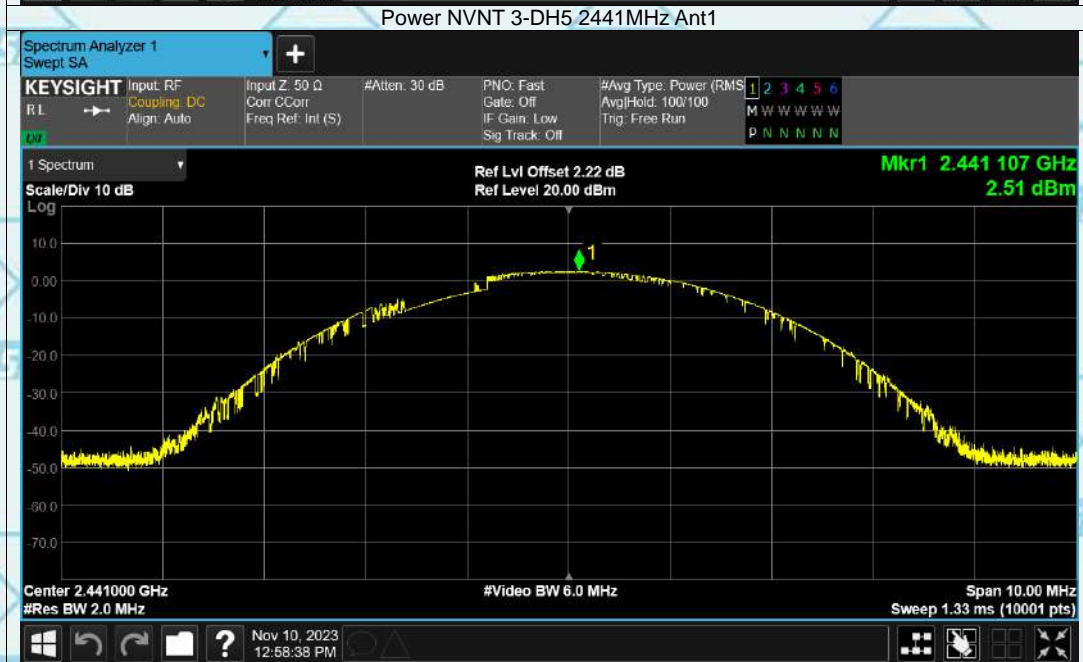 Power NVNT 3-DH5 2441MHz Ant1
Spectrum Analyzer 1
Swept SA
+
KEYSIGHT
RL
Input: RF
Coupling: DC
Align: Auto
Input Z: 50 Ω
Corr CCorr
Freq Ref: Int (S)
#Atten: 30 dB
PNO: Fast
Gate: Off
IF Gain: Low
Sig Track: Off
#Avg Type: Power (RMS
Avg|Hold: 100/100
Trig: Free Run
1 2 3 4 5 6
M W W W W W
P N N N N N
1 Spectrum
Scale/Div 10 dB
Log
Ref Lvl Offset 2.22 dB
Ref Level 20.00 dBm
Mkr1 2.441 107 GHz
2.51 dBm
10.0
0.00
-10.0
-20.0
-30.0
-40.0
-50.0
-60.0
-70.0
1
Center 2.441000 GHz
#Res BW 2.0 MHz
#Video BW 6.0 MHz
Span 10.00 MHz
Sweep 1.33 ms (10001 pts)
?
Nov 10, 2023
12:58:38 PM